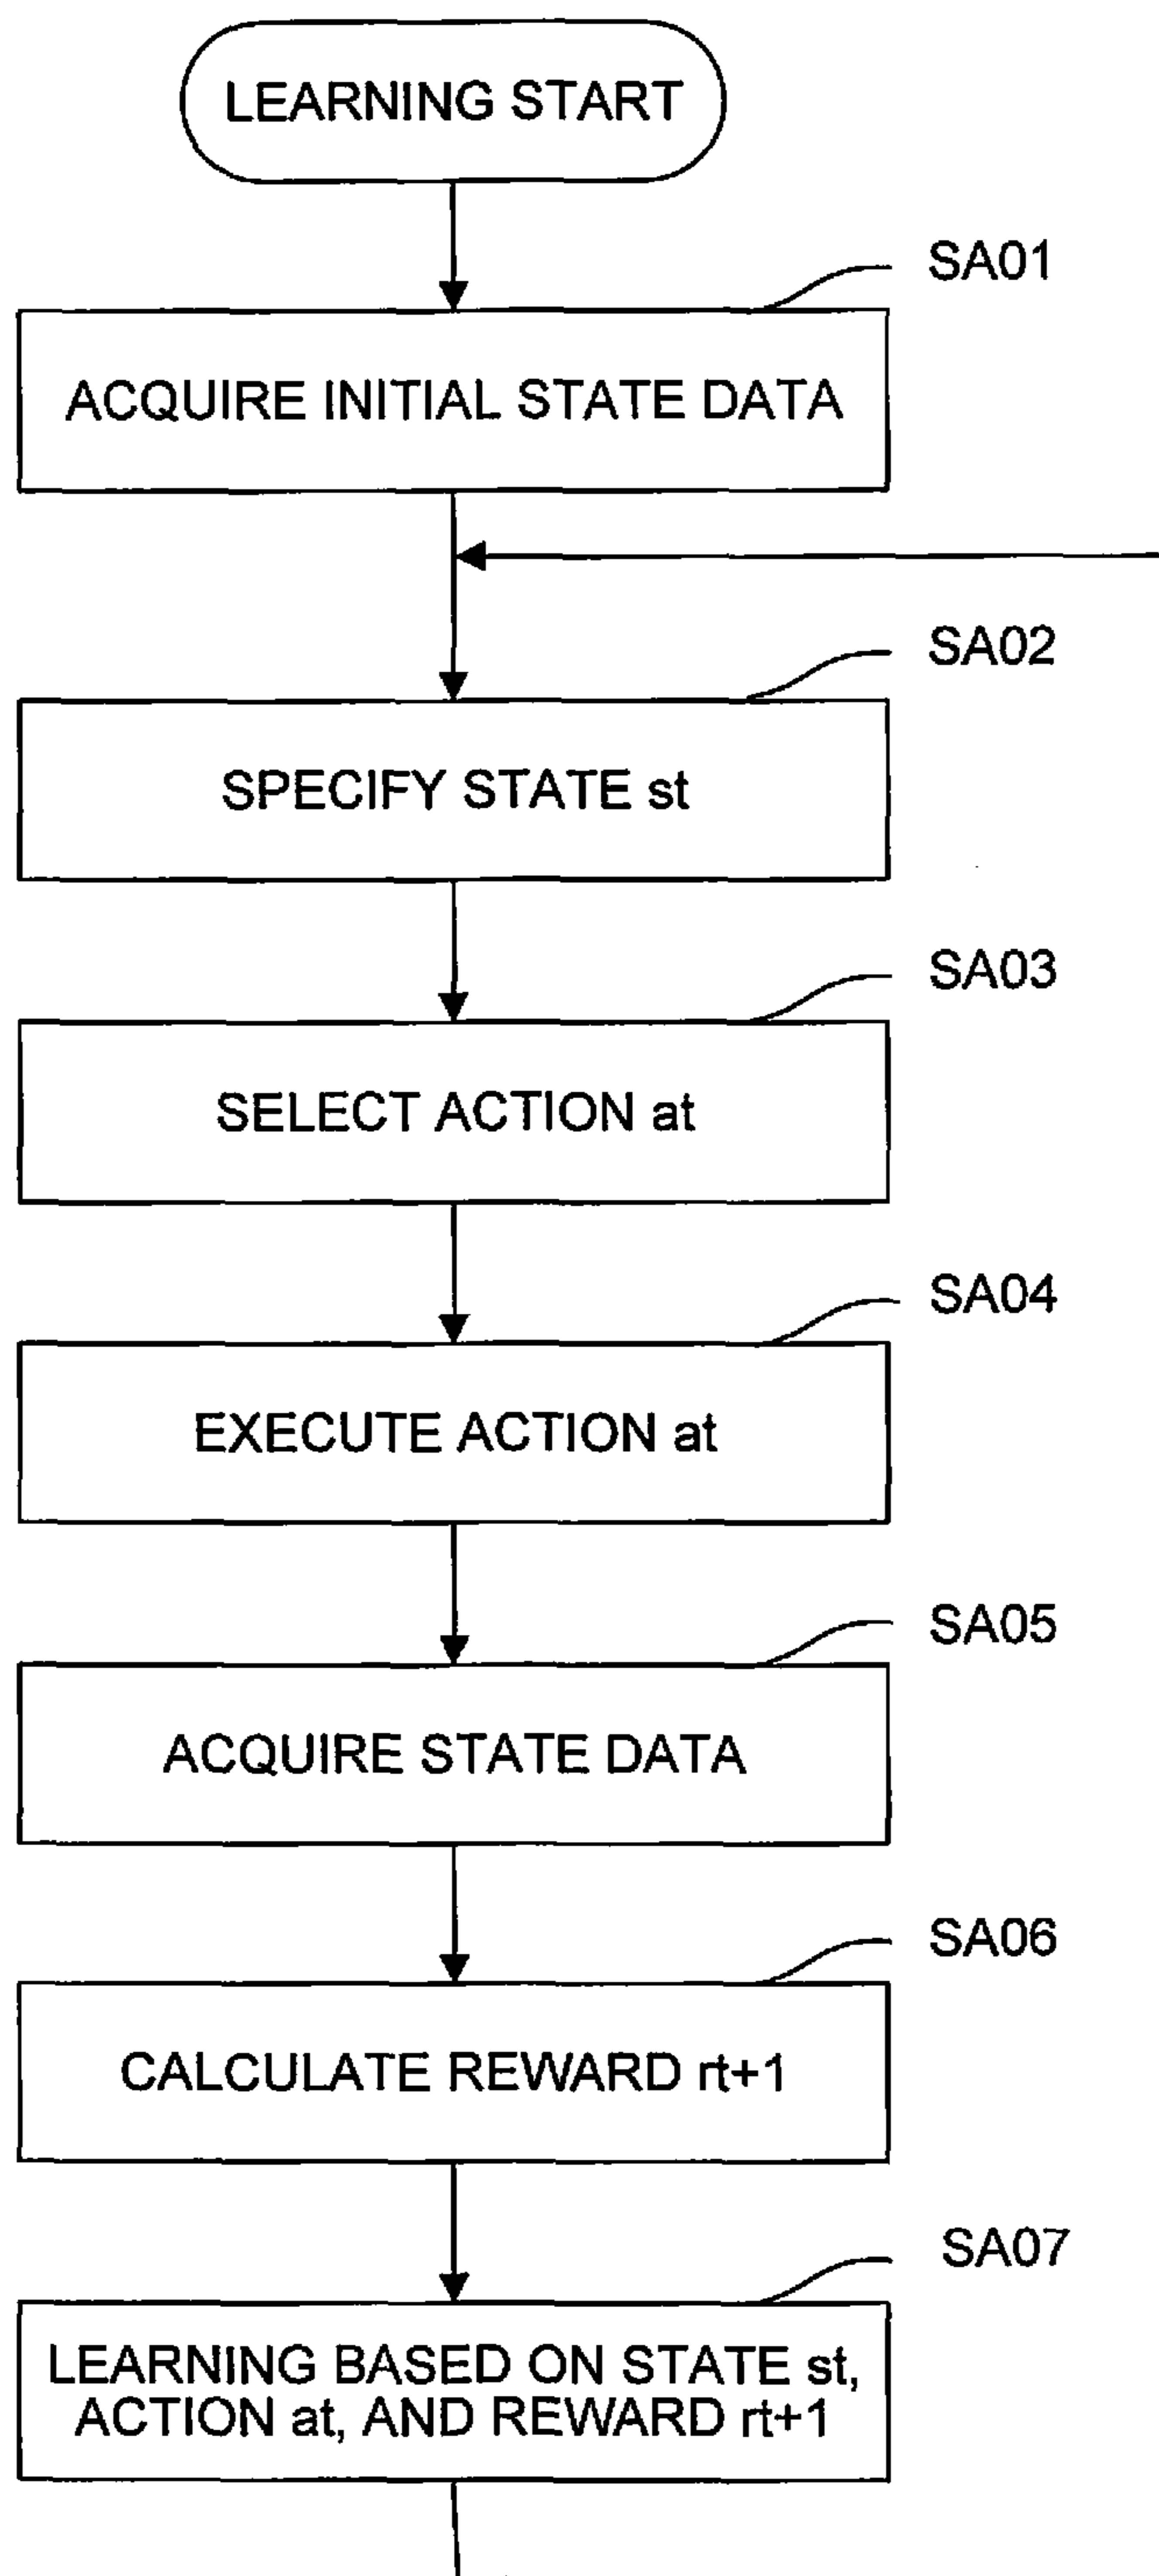 LEARNING START
SA01
ACQUIRE INITIAL STATE DATA
SA02
SPECIFY STATE st
SA03
SELECT ACTION at
SA04
EXECUTE ACTION at
SA05
ACQUIRE STATE DATA
SA06
CALCULATE REWARD rt+1
SA07
LEARNING BASED ON STATE st,
ACTION at, AND REWARD rt+1